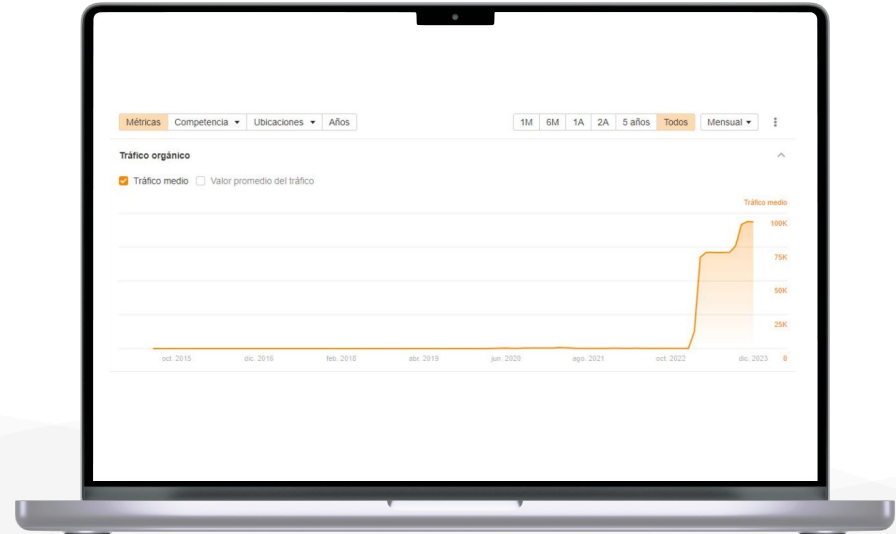 Métricas Competencia Ubicaciones Años 1M 6M 1A 2A 5 años Todos Mensual
Tráfico orgánico
Tráfico medio Valor promedio del tráfico
Tráfico medio
100K
75K
50K
25K
oct. 2015 dic. 2016 feb. 2018 abr. 2019 jun. 2020 ago. 2021 oct. 2022 dic. 2023 0